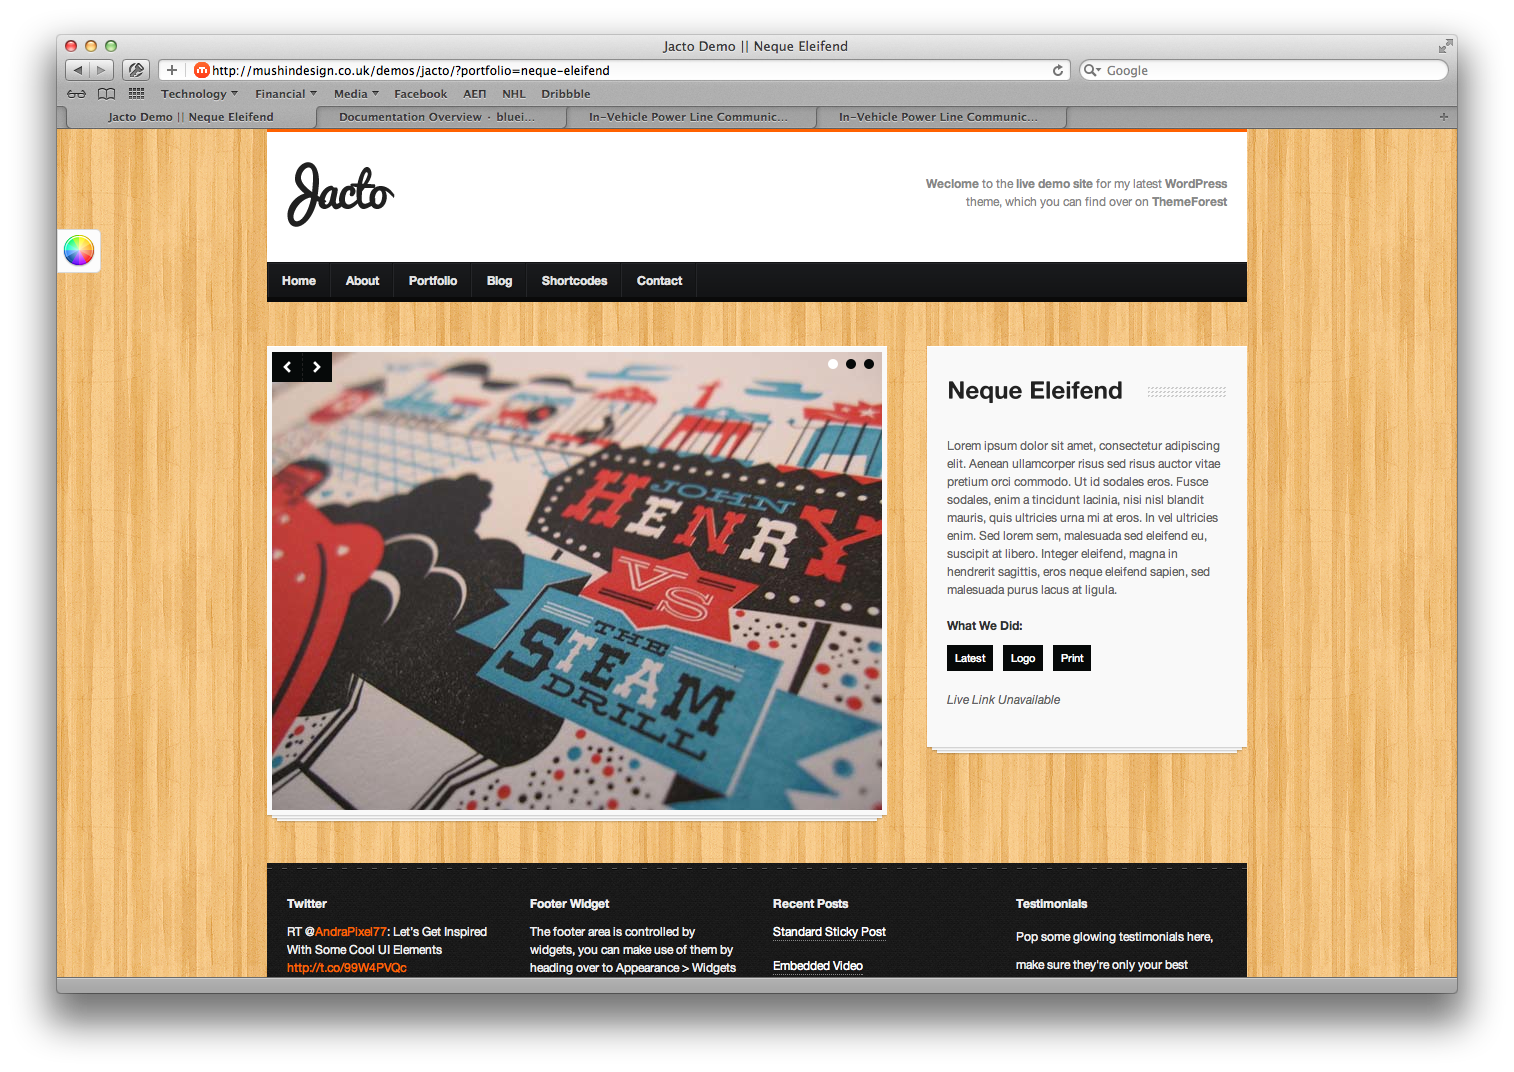 Jacto Demo || Neque Eleifend
http://mushindesign.co.uk/demos/jacto/?portfolio=neque-eleifend
Google
Technology Financial Media Facebook АЕП NHL Dribbble
Jacto Demo || Neque Eleifend
Documentation Overview · bluei...
In-Vehicle Power Line Communic...
In-Vehicle Power Line Communic...
Jacto
Weclome to the live demo site for my latest WordPress
theme, which you can find over on ThemeForest
Home About Portfolio Blog Shortcodes Contact
JOHN
HENRY
VS
THE
STEAM
DRILL
Neque Eleifend
Lorem ipsum dolor sit amet, consectetur adipiscing
elit. Aenean ullamcorper risus sed risus auctor vitae
pretium orci commodo. Ut id sodales eros. Fusce
sodales, enim a tincidunt lacinia, nisi nisl blandit
mauris, quis ultricies urna mi at eros. In vel ultricies
enim. Sed lorem sem, malesuada sed eleifend eu,
suscipit at libero. Integer eleifend, magna in
hendrerit sagittis, eros neque eleifend sapien, sed
malesuada purus lacus at ligula.
What We Did:
Latest Logo Print
Live Link Unavailable
Twitter
RT @AndraPixel77: Let's Get Inspired
With Some Cool UI Elements
http://t.co/99W4PVQc
Footer Widget
The footer area is controlled by
widgets, you can make use of them by
heading over to Appearance > Widgets
Recent Posts
Standard Sticky Post
Embedded Video
Testimonials
Pop some glowing testimonials here,
make sure they're only your best